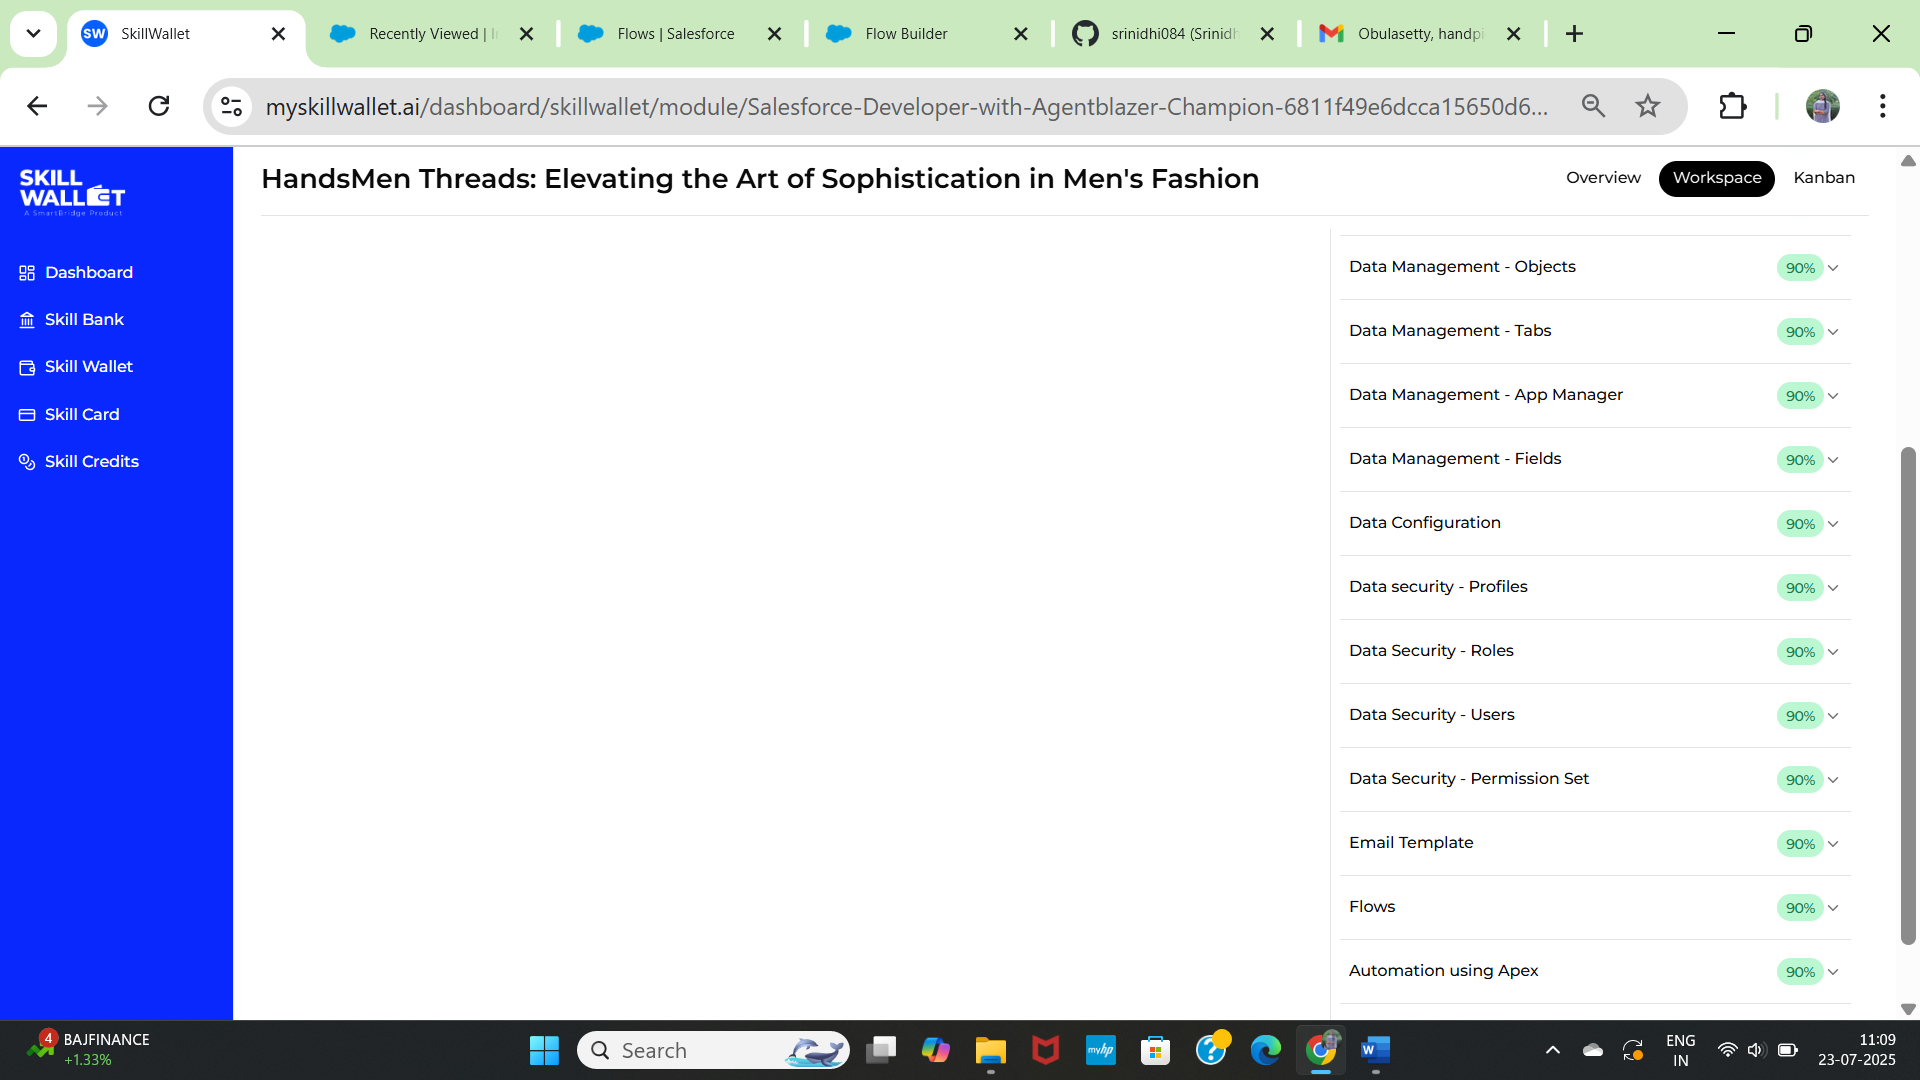 SW SkillWallet
Recently Viewed | I
Flows | Salesforce
Flow Builder
srinidhi084 (Srinidh
Obulasetty, handpi
myskillwallet.ai/dashboard/skillwallet/module/Salesforce-Developer-with-Agentblazer-Champion-6811f49e6dcca15650d6...
SKILL
WALLET
A SmartBridge Product
Dashboard
Skill Bank
Skill Wallet
Skill Card
Skill Credits
HandsMen Threads: Elevating the Art of Sophistication in Men's Fashion
Overview Workspace Kanban
Data Management - Objects 90%
Data Management - Tabs 90%
Data Management - App Manager 90%
Data Management - Fields 90%
Data Configuration 90%
Data security - Profiles 90%
Data Security - Roles 90%
Data Security - Users 90%
Data Security - Permission Set 90%
Email Template 90%
Flows 90%
Automation using Apex 90%
4 BAJFINANCE
+1.33%
Search
myhp
W
ENG
IN
11:09
23-07-2025